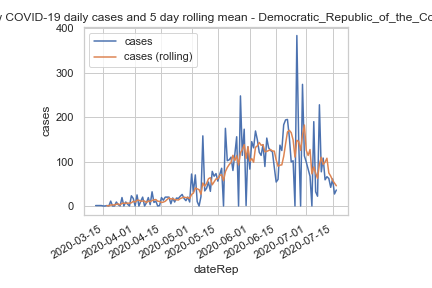 COVID-19 daily cases and 5 day rolling mean - Democratic_Republic_of_the_Co
cases
cases (rolling)
cases
400
300
200
100
0
2020-03-15
2020-04-01
2020-04-15
2020-05-01
2020-05-15
2020-06-01
2020-06-15
2020-07-01
2020-07-15
dateRep